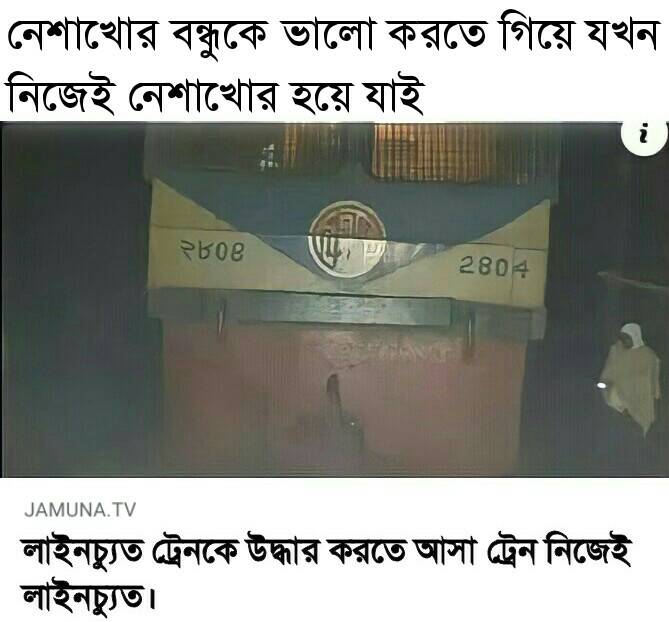 নেশাখোর বন্ধুকে ভালো করতে গিয়ে যখন
নিজেই নেশাখোর হয়ে যাই
i
২৮০৪
2804
JAMUNA.TV
লাইনচ্যুত ট্রেনকে উদ্ধার করতে আসা ট্রেন নিজেই
লাইনচ্যুত।